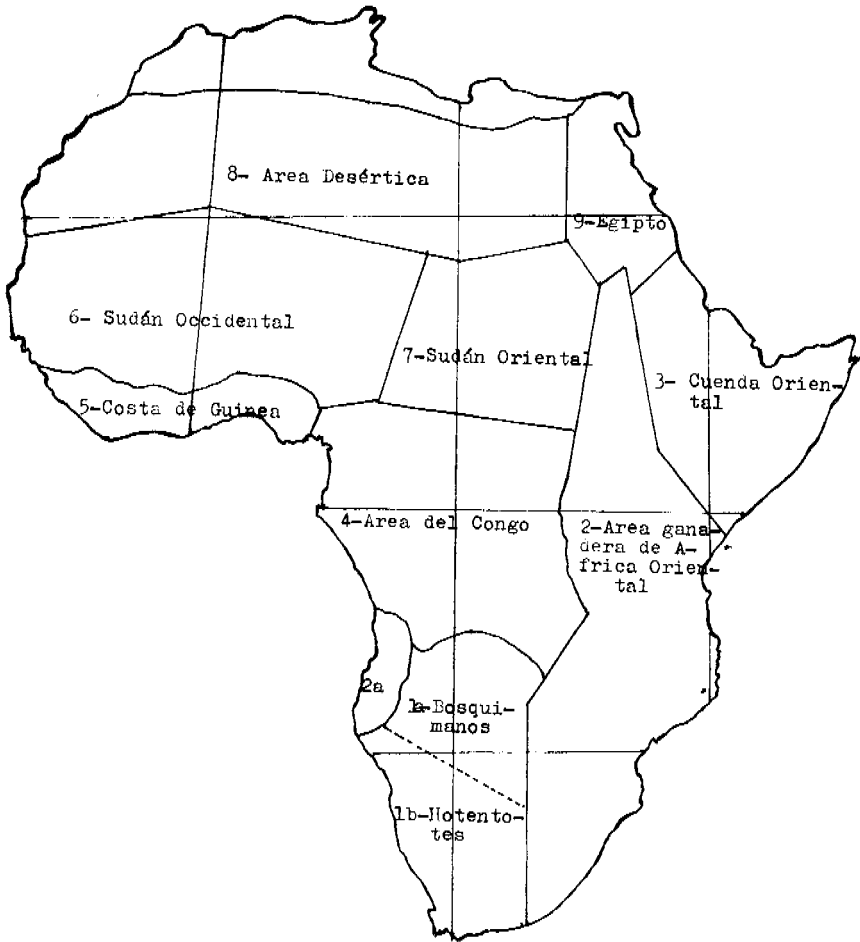 8- Area Desértica
9-Egipto
6- Sudán Occidental
7-Sudán Oriental
3- Cuenda Orien-
tal
5-Costa de Guinea
4-Area del Congo
2-Area gana-
dera de A-
frica Orien-
tal
2a
1a-Bosqui-
manos
1b-Hotento-
tes